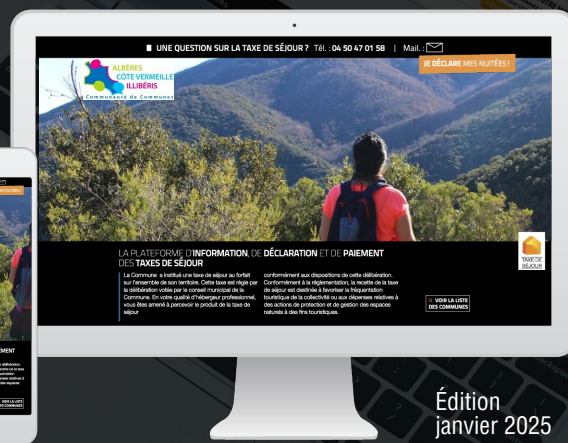 UNE QUESTION SUR LA TAXE DE SÉJOUR ? Tél. : 04 50 47 01 58 | Mail. :
JE DÉCLARE MES NUITÉES !
ALBÈRES
CÔTE VERMEILLE
ILLIBÉRIS
Communauté de Communes
LA PLATEFORME D'INFORMATION, DE DÉCLARATION ET DE PAIEMENT
DES TAXES DE SÉJOUR
La Commune a institué une taxe de séjour au forfait
sur l'ensemble de son territoire. Cette taxe est régie par
la délibération votée par le conseil municipal de la
Commune. En votre qualité d'hébergeur professionnel,
vous êtes amené à percevoir le produit de la taxe de
séjour
conformément aux dispositions de cette délibération.
Conformément à la réglementation, la recette de la taxe
de séjour est destinée à favoriser la fréquentation
touristique de la collectivité ou aux dépenses relatives à
des actions de protection et de gestion des espaces
naturels à des fins touristiques.
TAXE DE
SÉJOUR
VOIR LA LISTE
DES COMMUNES
Édition
janvier 2025